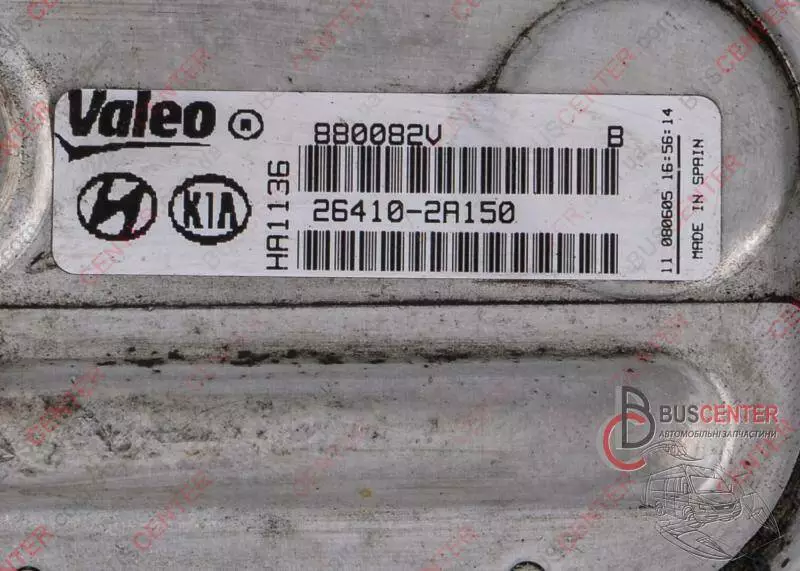 Valeo ® 880082V B
HA1136
KIA
26410-2A150
11 080605 16:56:14
MADE IN SPAIN
BUSCENTER
АВТОМОБІЛЬНІ ЗАПЧАСТИНИ